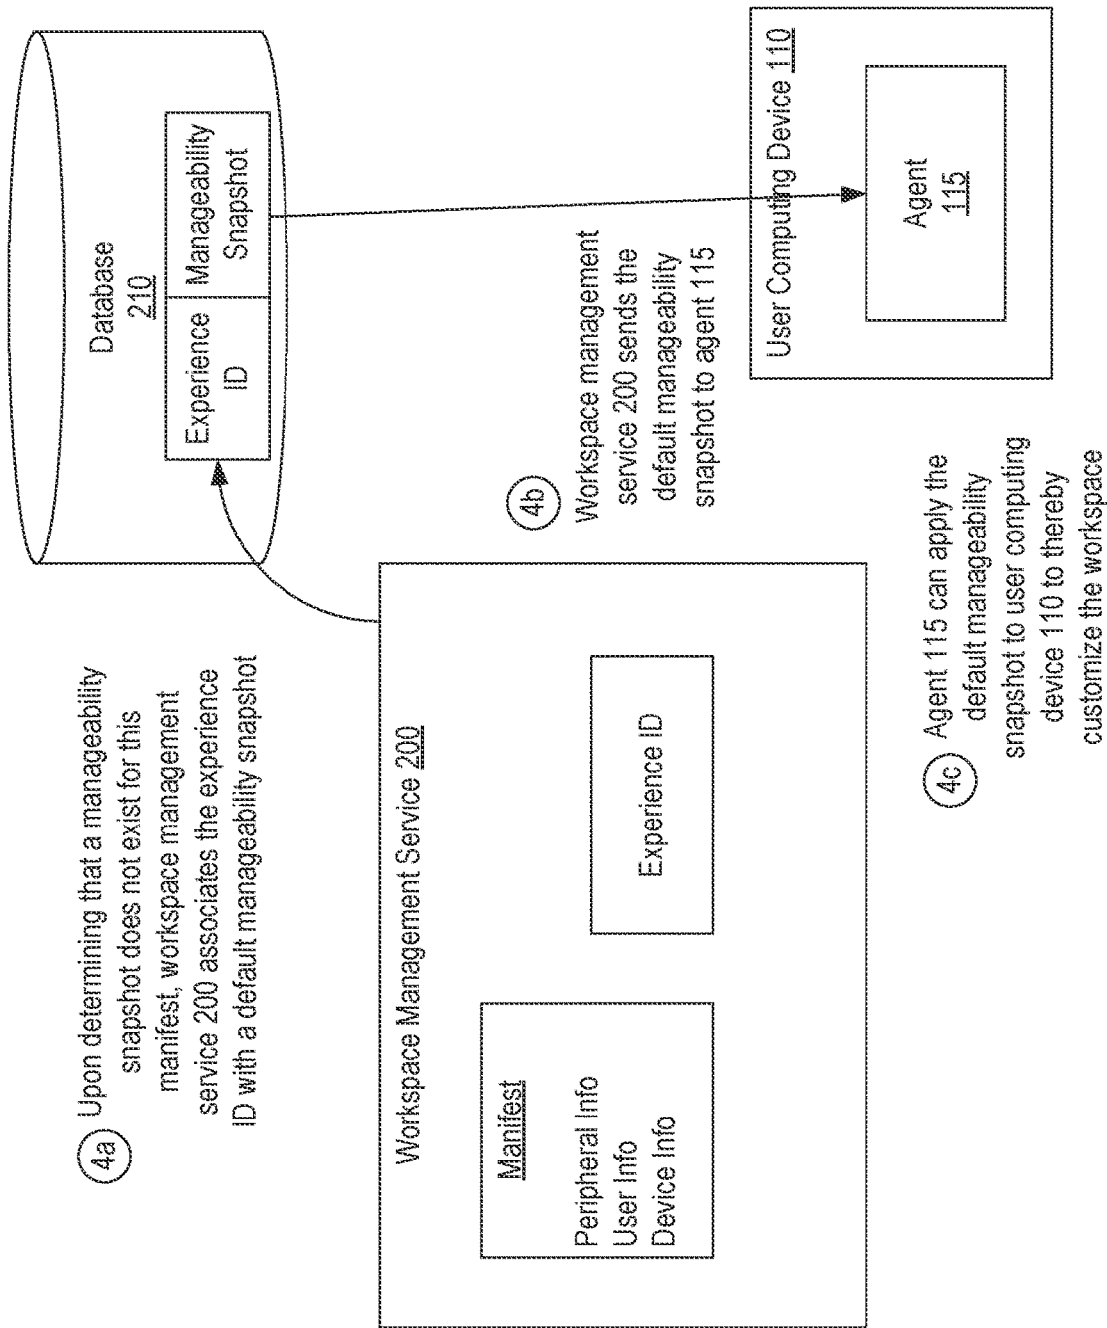 4a
Upon determining that a manageability
snapshot does not exist for this
manifest, workspace management
service 200 associates the experience
ID with a default manageability snapshot
Database
210
Experience
ID
Manageability
Snapshot
Workspace Management Service 200
Manifest
Peripheral Info
User Info
Device Info
Experience ID
4b
Workspace management
service 200 sends the
default manageability
snapshot to agent 115
4c
Agent 115 can apply the
default manageability
snapshot to user computing
device 110 to thereby
customize the workspace
User Computing Device 110
Agent
115